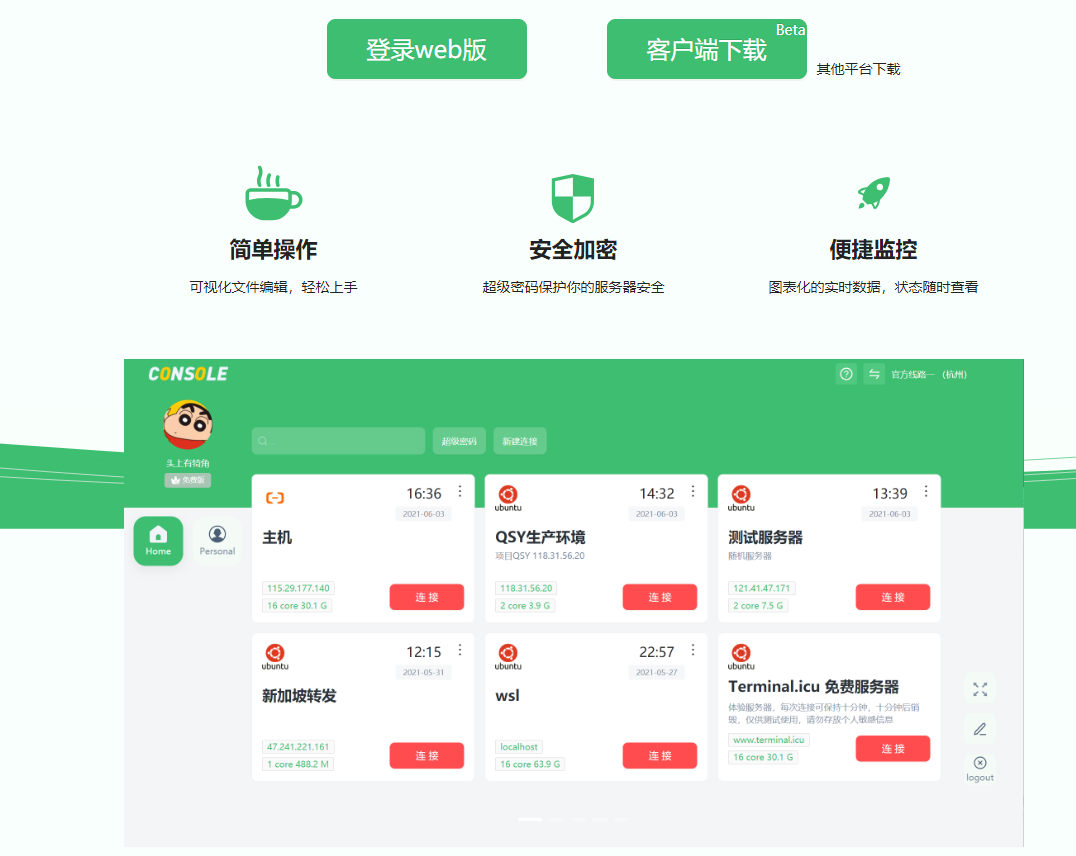 登录web版
客户端下载
Beta
其他平台下载
简单操作
安全加密
便捷监控
可视化文件编辑，轻松上手
超级密码保护你的服务器安全
图表化的实时数据，状态随时查看
CONSOLE
官方线路一 (杭州)
头上有犄角
免费版
超级密码
新建连接
Home
Personal
16:36
2021-06-03
主机
115.29.177.140
16 core 30.1 G
连接
ubuntu
14:32
2021-06-03
QSY生产环境
项目QSY 118.31.56.20
118.31.56.20
2 core 3.9 G
连接
ubuntu
13:39
2021-06-03
测试服务器
随机服务器
121.41.47.171
2 core 7.5 G
连接
ubuntu
12:15
2021-05-31
新加坡转发
47.241.221.161
1 core 488.2 M
连接
ubuntu
22:57
2021-05-27
wsl
localhost
16 core 63.9 G
连接
ubuntu
Terminal.icu 免费服务器
体验服务器，每次连接可保持十分钟，十分钟后销
毁，仅供测试使用，请勿存放个人敏感信息
www.terminal.icu
16 core 30.1 G
连接
logout